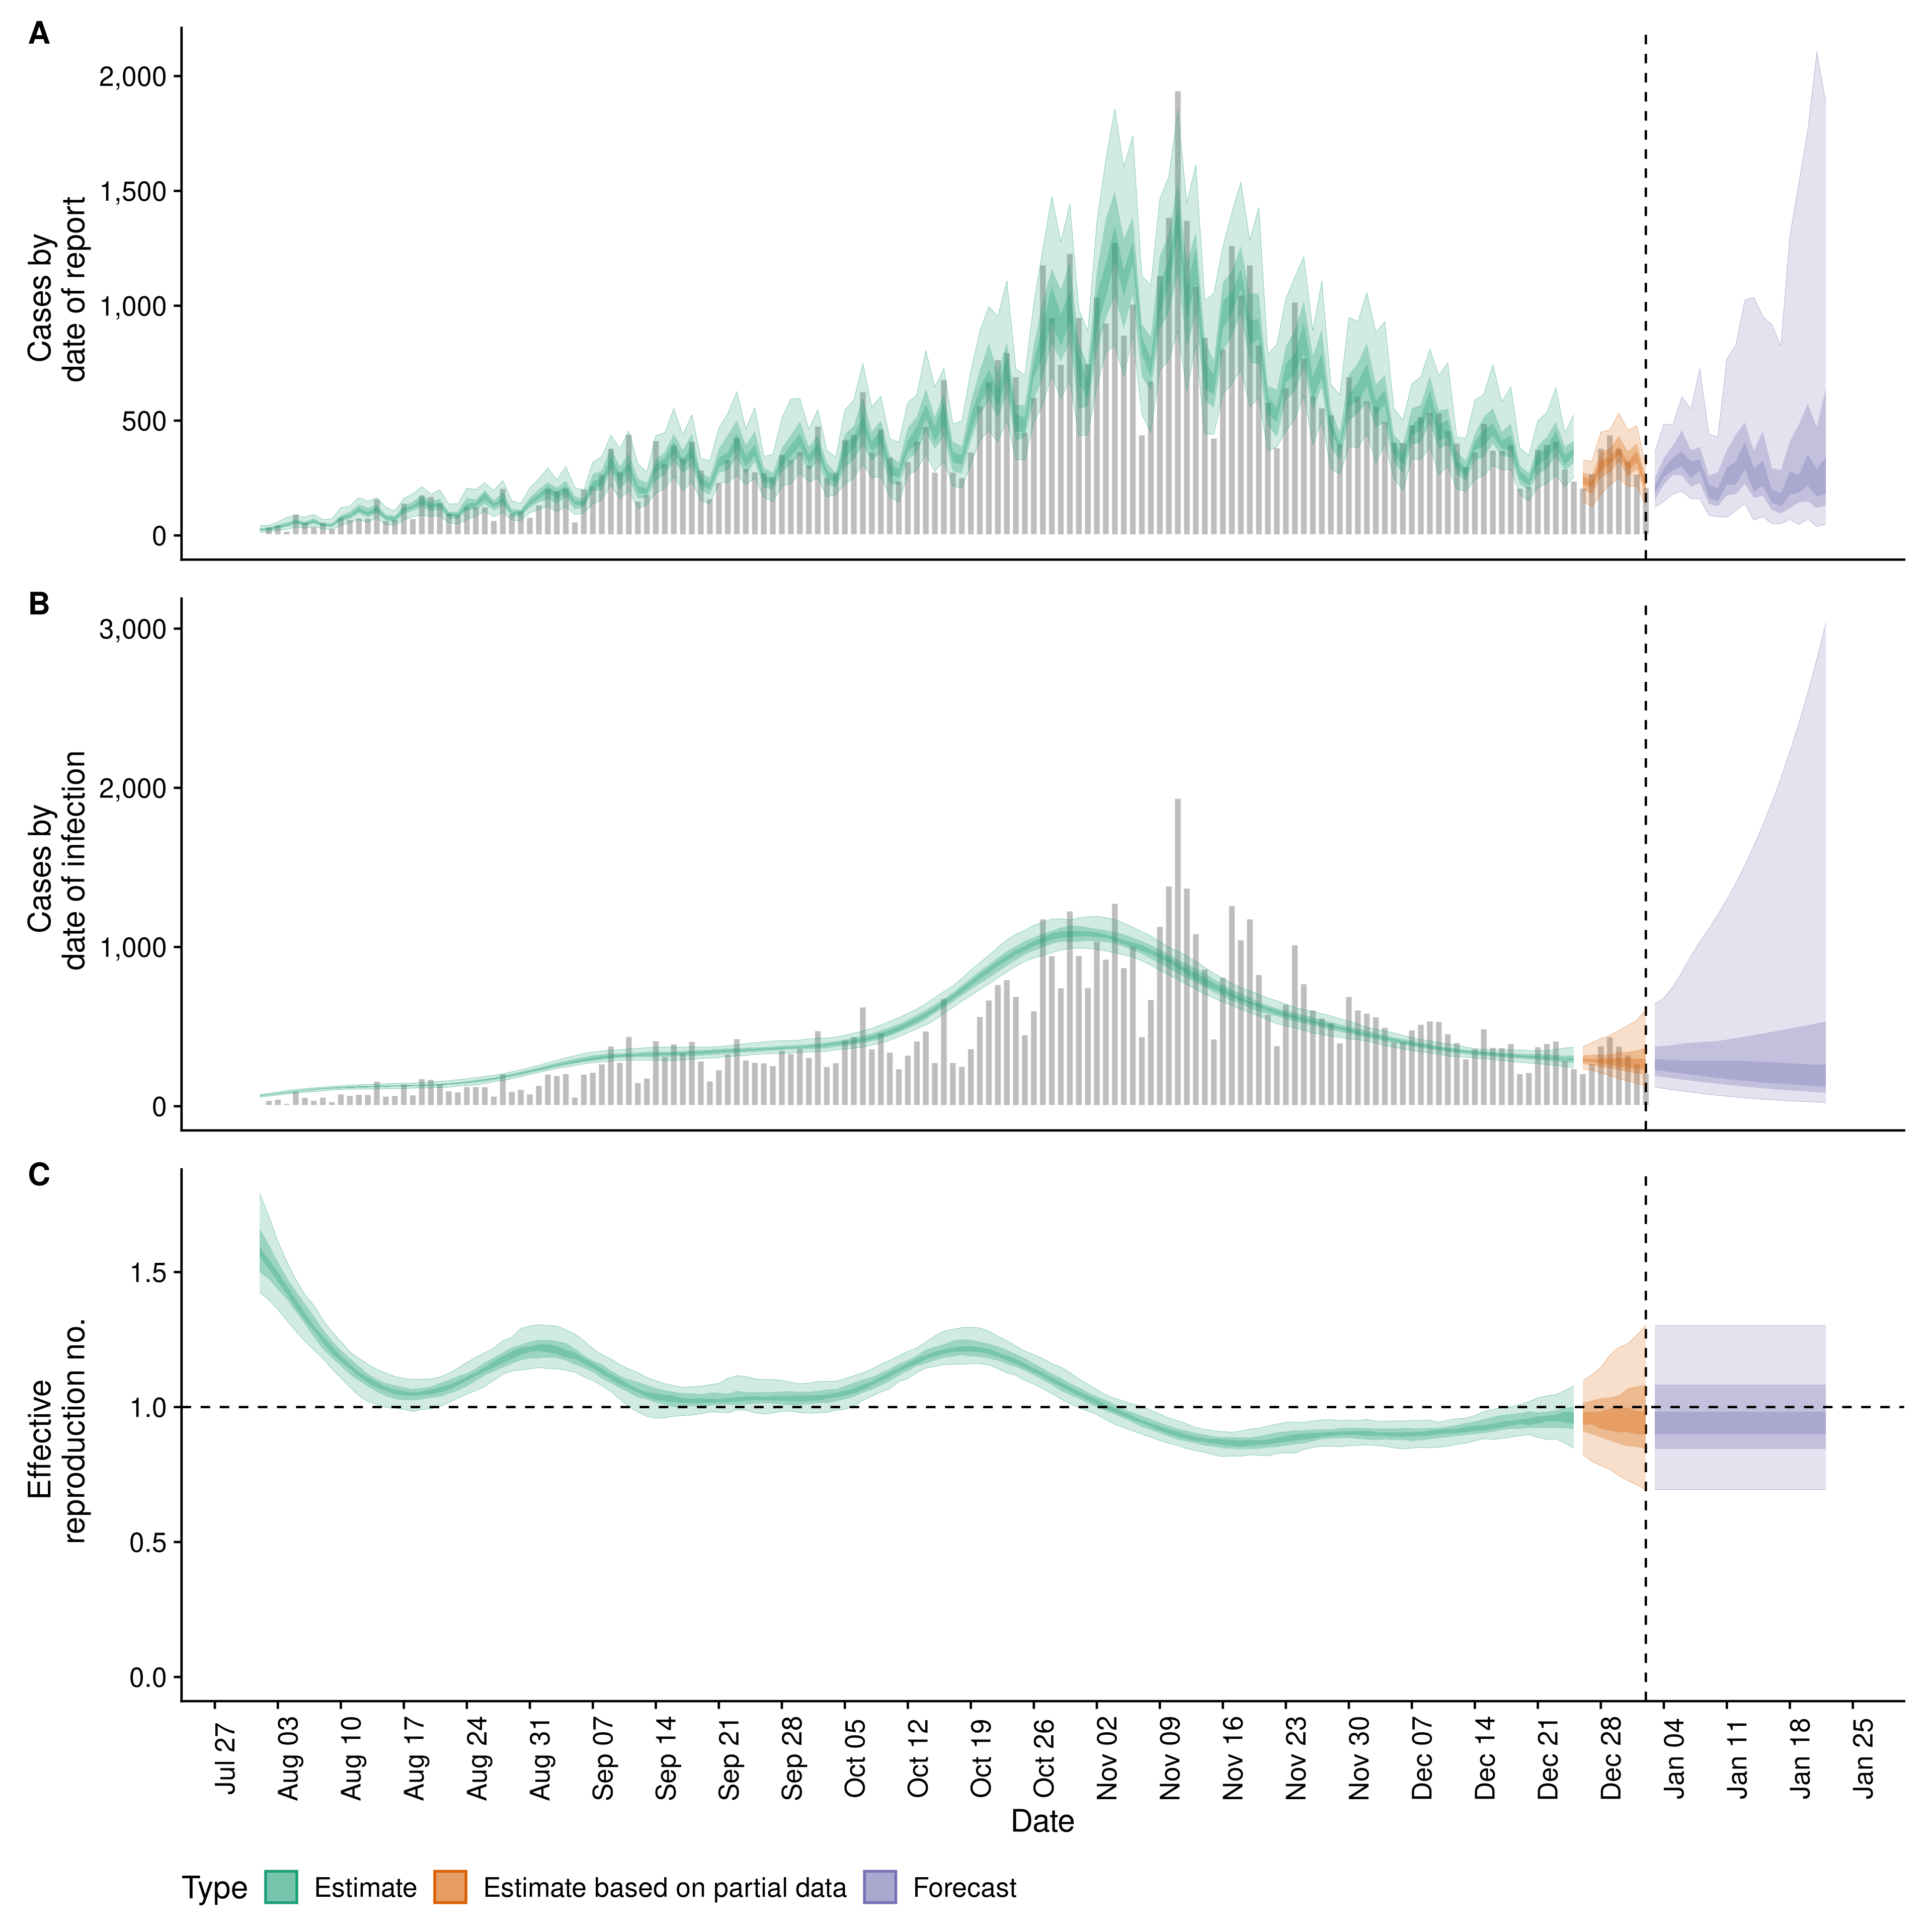 A
Cases by
date of report
2,000
1,500
1,000
500
0
B
Cases by
date of infection
3,000
2,000
1,000
0
C
Effective
reproduction no.
1.5
1.0
0.5
0.0
Jul 27
Aug 03
Aug 10
Aug 17
Aug 24
Aug 31
Sep 07
Sep 14
Sep 21
Sep 28
Oct 05
Oct 12
Oct 19
Oct 26
Nov 02
Nov 09
Nov 16
Nov 23
Nov 30
Dec 07
Dec 14
Dec 21
Dec 28
Jan 04
Jan 11
Jan 18
Jan 25
Date
Type Estimate Estimate based on partial data Forecast